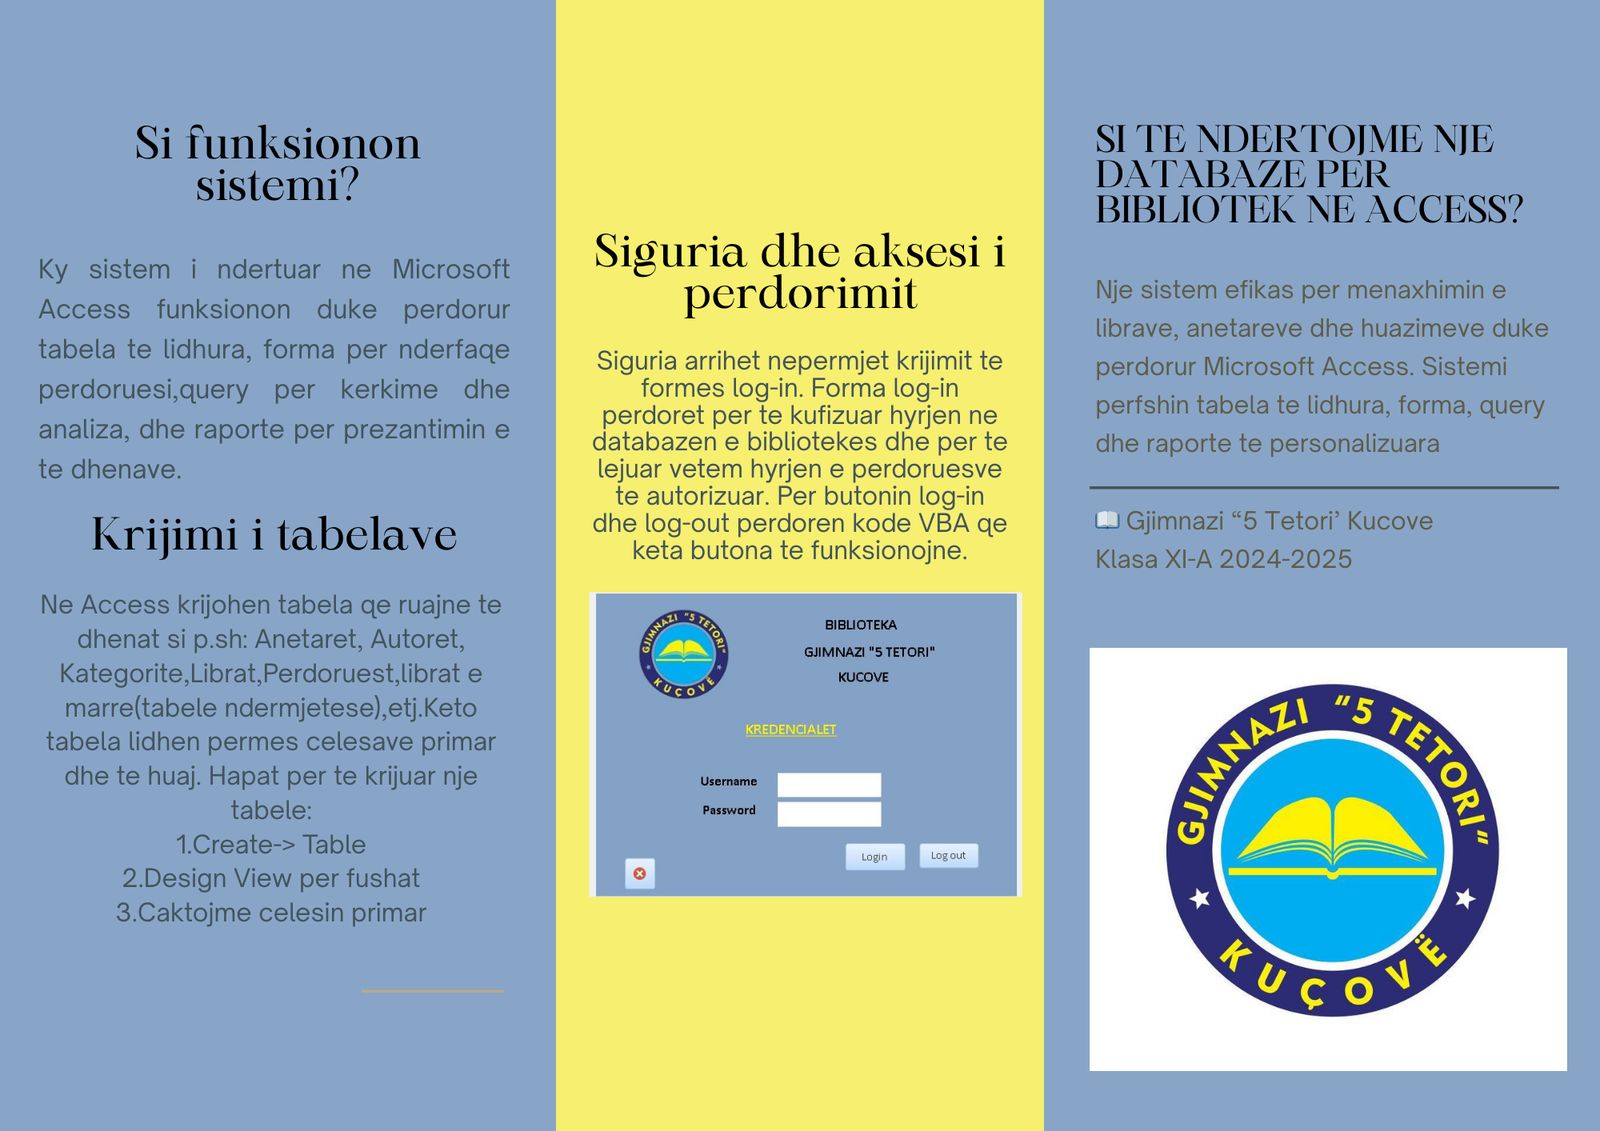 Si funksionon
sistemi?
Ky sistem i ndertuar ne Microsoft
Access funksionon duke perdorur
tabela te lidhura, forma per nderfaqe
perdoruesi,query per kerkime dhe
analiza, dhe raporte per prezantimin e
te dhenave.
Krijimi i tabelave
Ne Access krijohen tabela qe ruajne te
dhenat si p.sh: Anetaret, Autoret,
Kategorite,Librat,Perdoruest,librat e
marre(tabele ndermjetese),etj.Keto
tabela lidhen permes celesave primar
dhe te huaj. Hapat per te krijuar nje
tabele:
1.Create-> Table
2.Design View per fushat
3.Caktojme celesin primar
Siguria dhe aksesi i
perdorimit
Siguria arrihet nepermjet krijimit te
formes log-in. Forma log-in
perdoret per te kufizuar hyrjen ne
databazen e bibliotekes dhe per te
lejuar vetem hyrjen e perdoruesve
te autorizuar. Per butonin log-in
dhe log-out perdoren kode VBA qe
keta butona te funksionojne.
GJIMNAZI "5 TETORI"
KUÇOVË
BIBLIOTEKA
GJIMNAZI "5 TETORI"
KUCOVE
KREDENCIALET
Username
Password
Login
Log out
SI TE NDERTOJME NJE
DATABAZE PER
BIBLIOTEK NE ACCESS?
Nje sistem efikas per menaxhimin e
librave, anetareve dhe huazimeve duke
perdorur Microsoft Access. Sistemi
perfshin tabela te lidhura, forma, query
dhe raporte te personalizuara
📖 Gjimnazi “5 Tetori’ Kucove
Klasa XI-A 2024-2025
GJIMNAZI "5 TETORI"
KUÇOVË